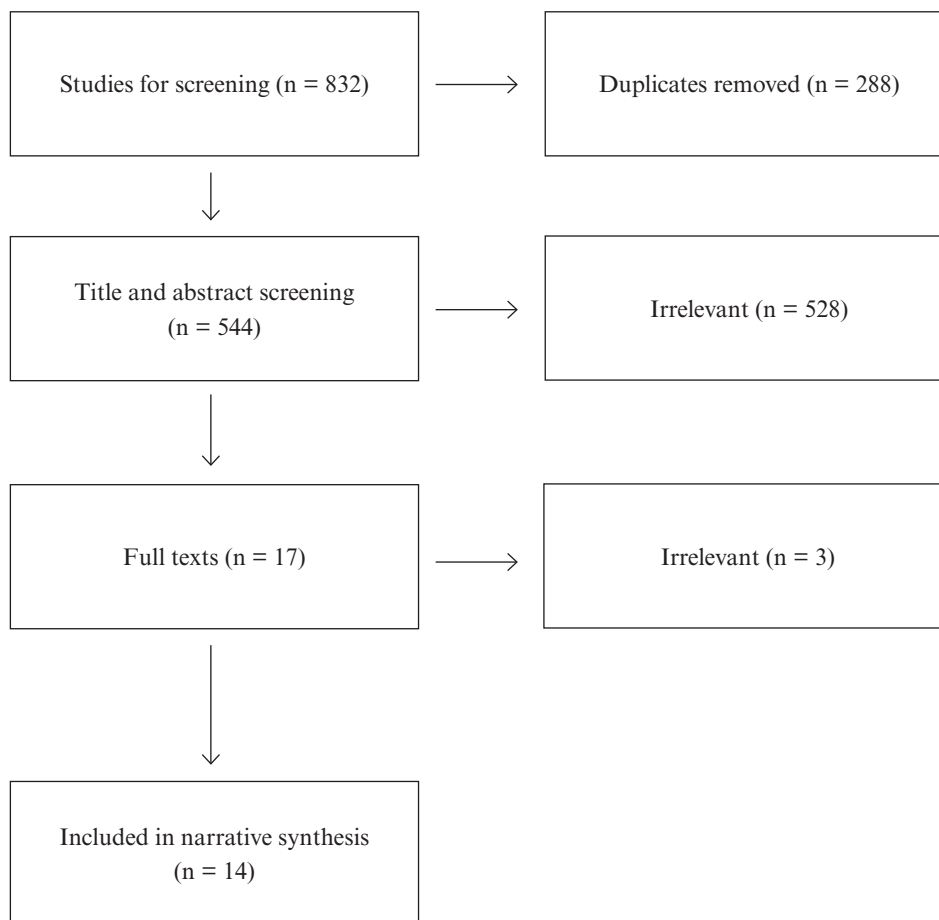 Studies for screening (n = 832)
Duplicates removed (n = 288)
Title and abstract screening
(n = 544)
Irrelevant (n = 528)
Full texts (n = 17)
Irrelevant (n = 3)
Included in narrative synthesis
(n = 14)